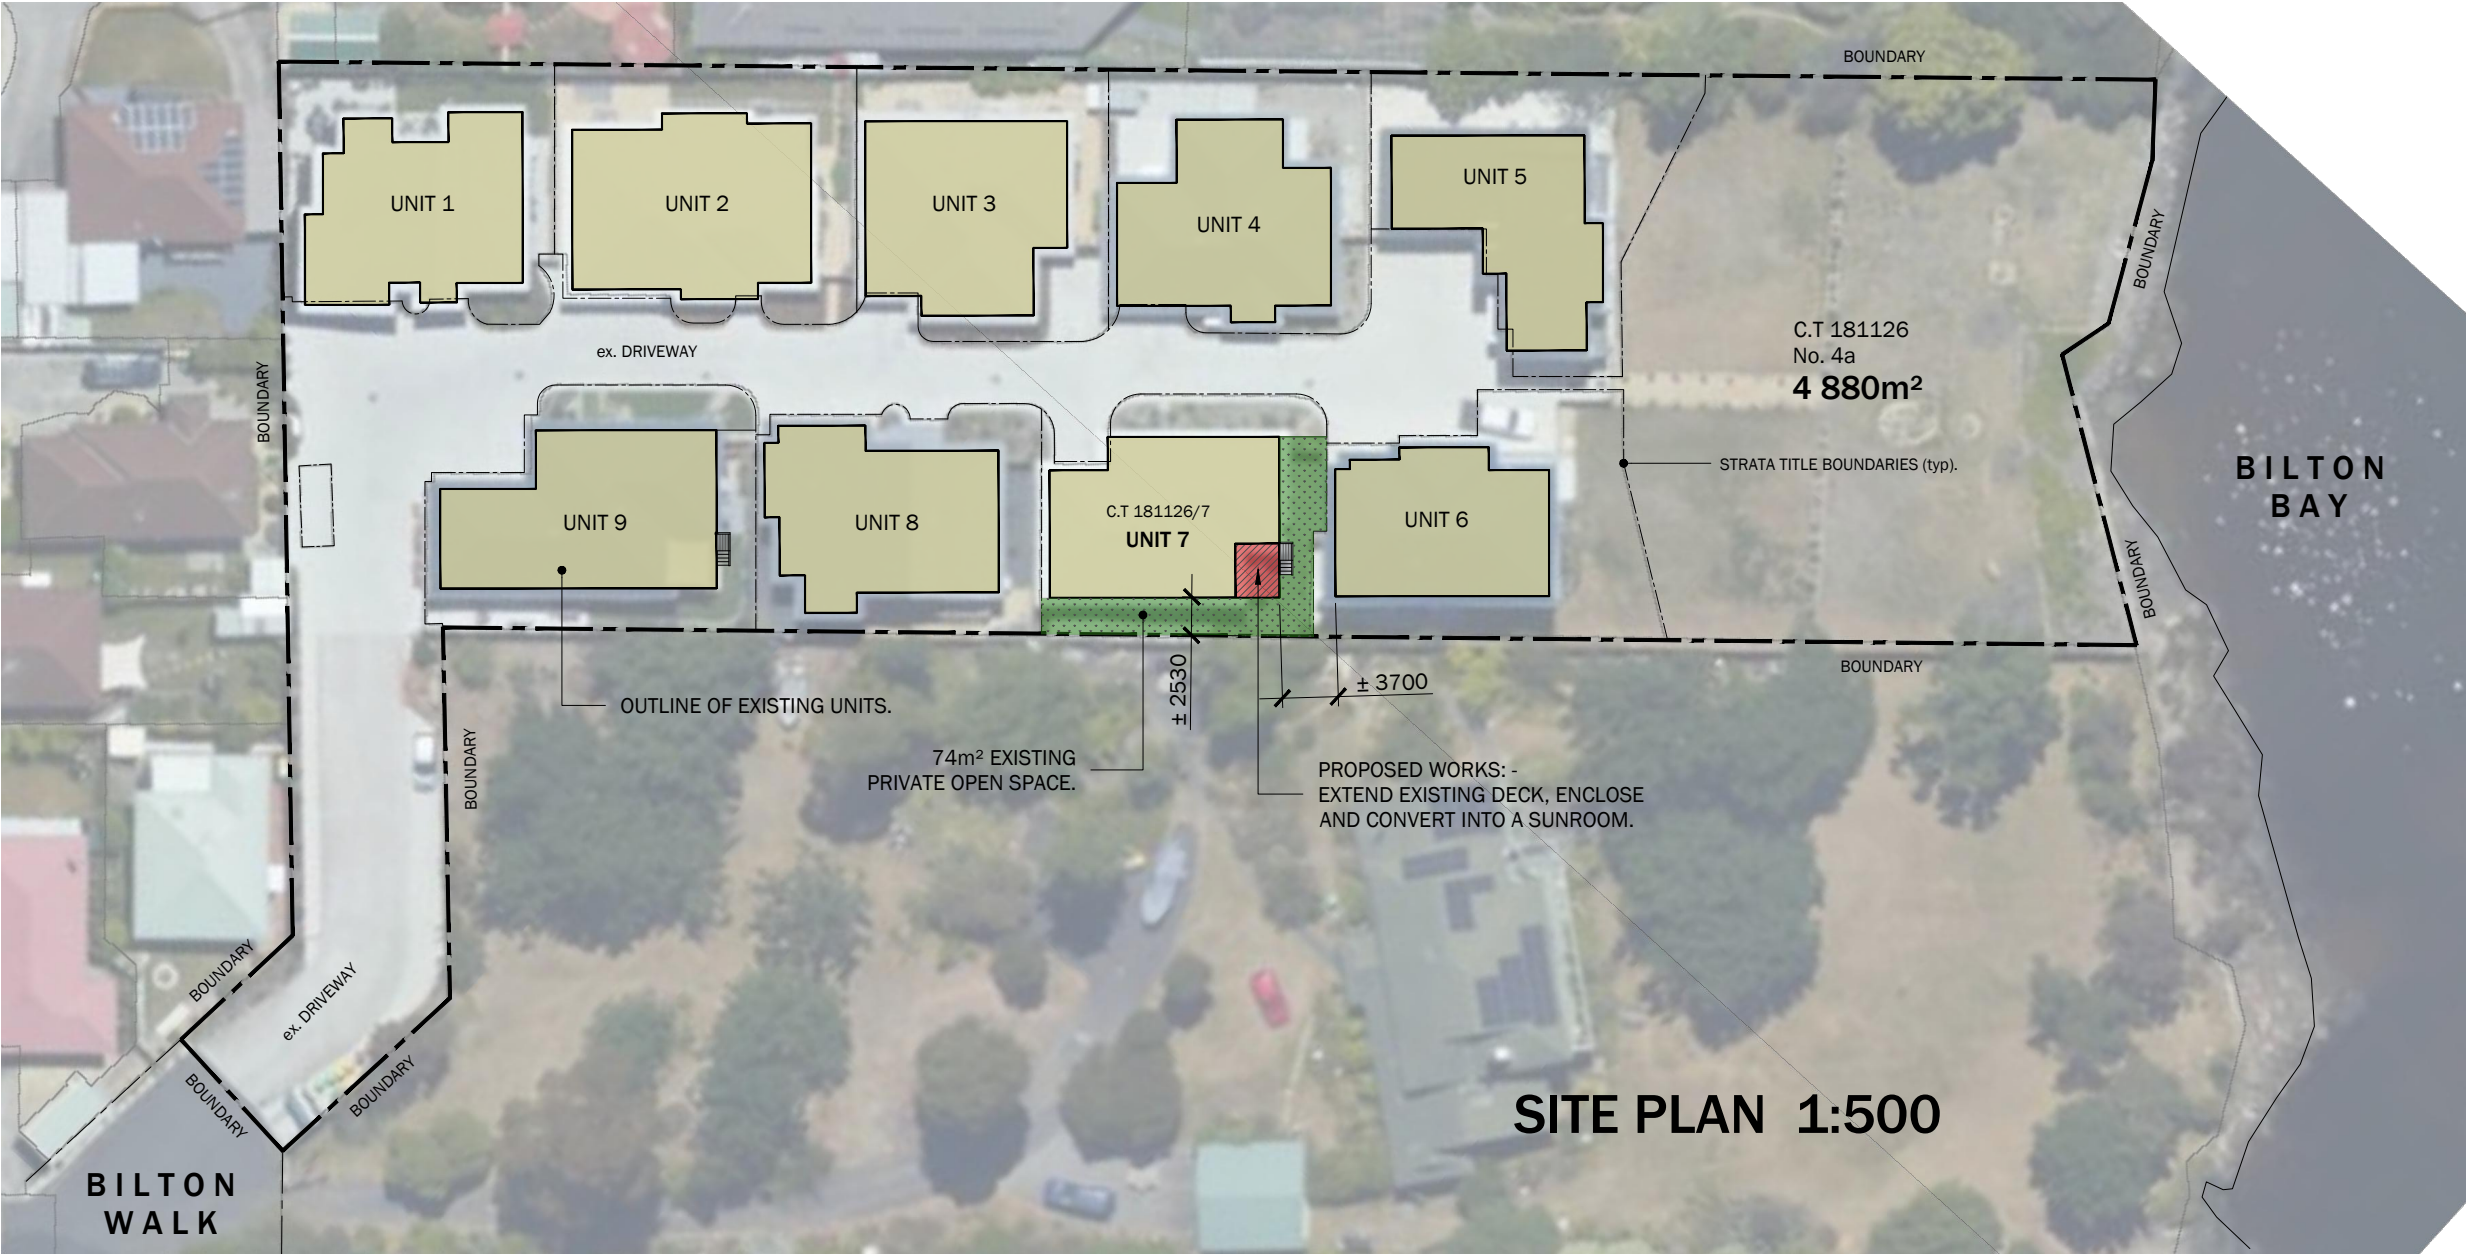 BOUNDARY
UNIT 1
UNIT 2
UNIT 3
UNIT 4
UNIT 5
BOUNDARY
C.T 181126
No. 4a
4 880m²
ex. DRIVEWAY
BOUNDARY
STRATA TITLE BOUNDARIES (typ).
BILTON
BAY
UNIT 9
UNIT 8
C.T 181126/7
UNIT 7
UNIT 6
BOUNDARY
BOUNDARY
± 2530
± 3700
OUTLINE OF EXISTING UNITS.
BOUNDARY
74m² EXISTING
PRIVATE OPEN SPACE.
PROPOSED WORKS: -
EXTEND EXISTING DECK, ENCLOSE
AND CONVERT INTO A SUNROOM.
BOUNDARY
ex. DRIVEWAY
BOUNDARY
BOUNDARY
SITE PLAN 1:500
BILTON
WALK